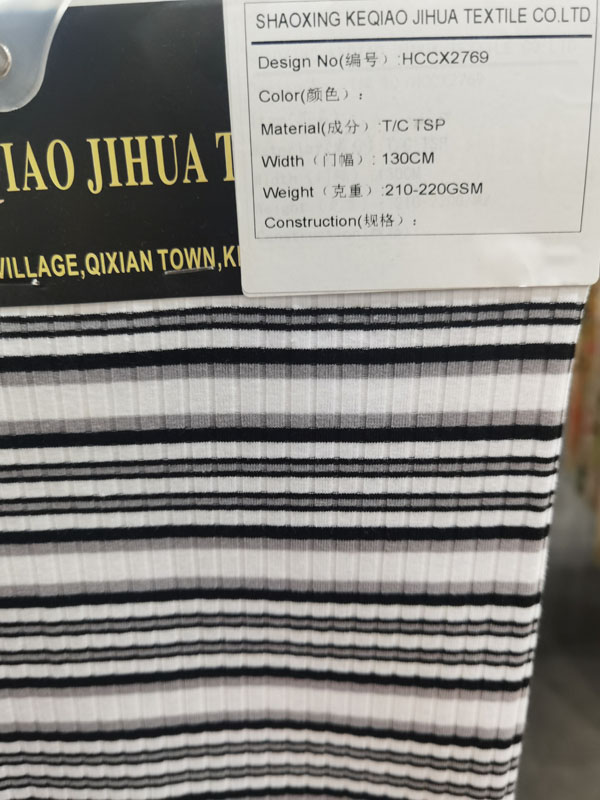 SHAOXING KEQIAO JIHUA TEXTILE CO.LTD
Design No(编号）:HCCX2769
Color(颜色）：
Material(成分）:T/C TSP
Width（门幅）: 130CM
Weight（克重）:210-220GSM
Construction(规格）：
IAO JIHUA T
VILLAGE,QIXIAN TOWN,K